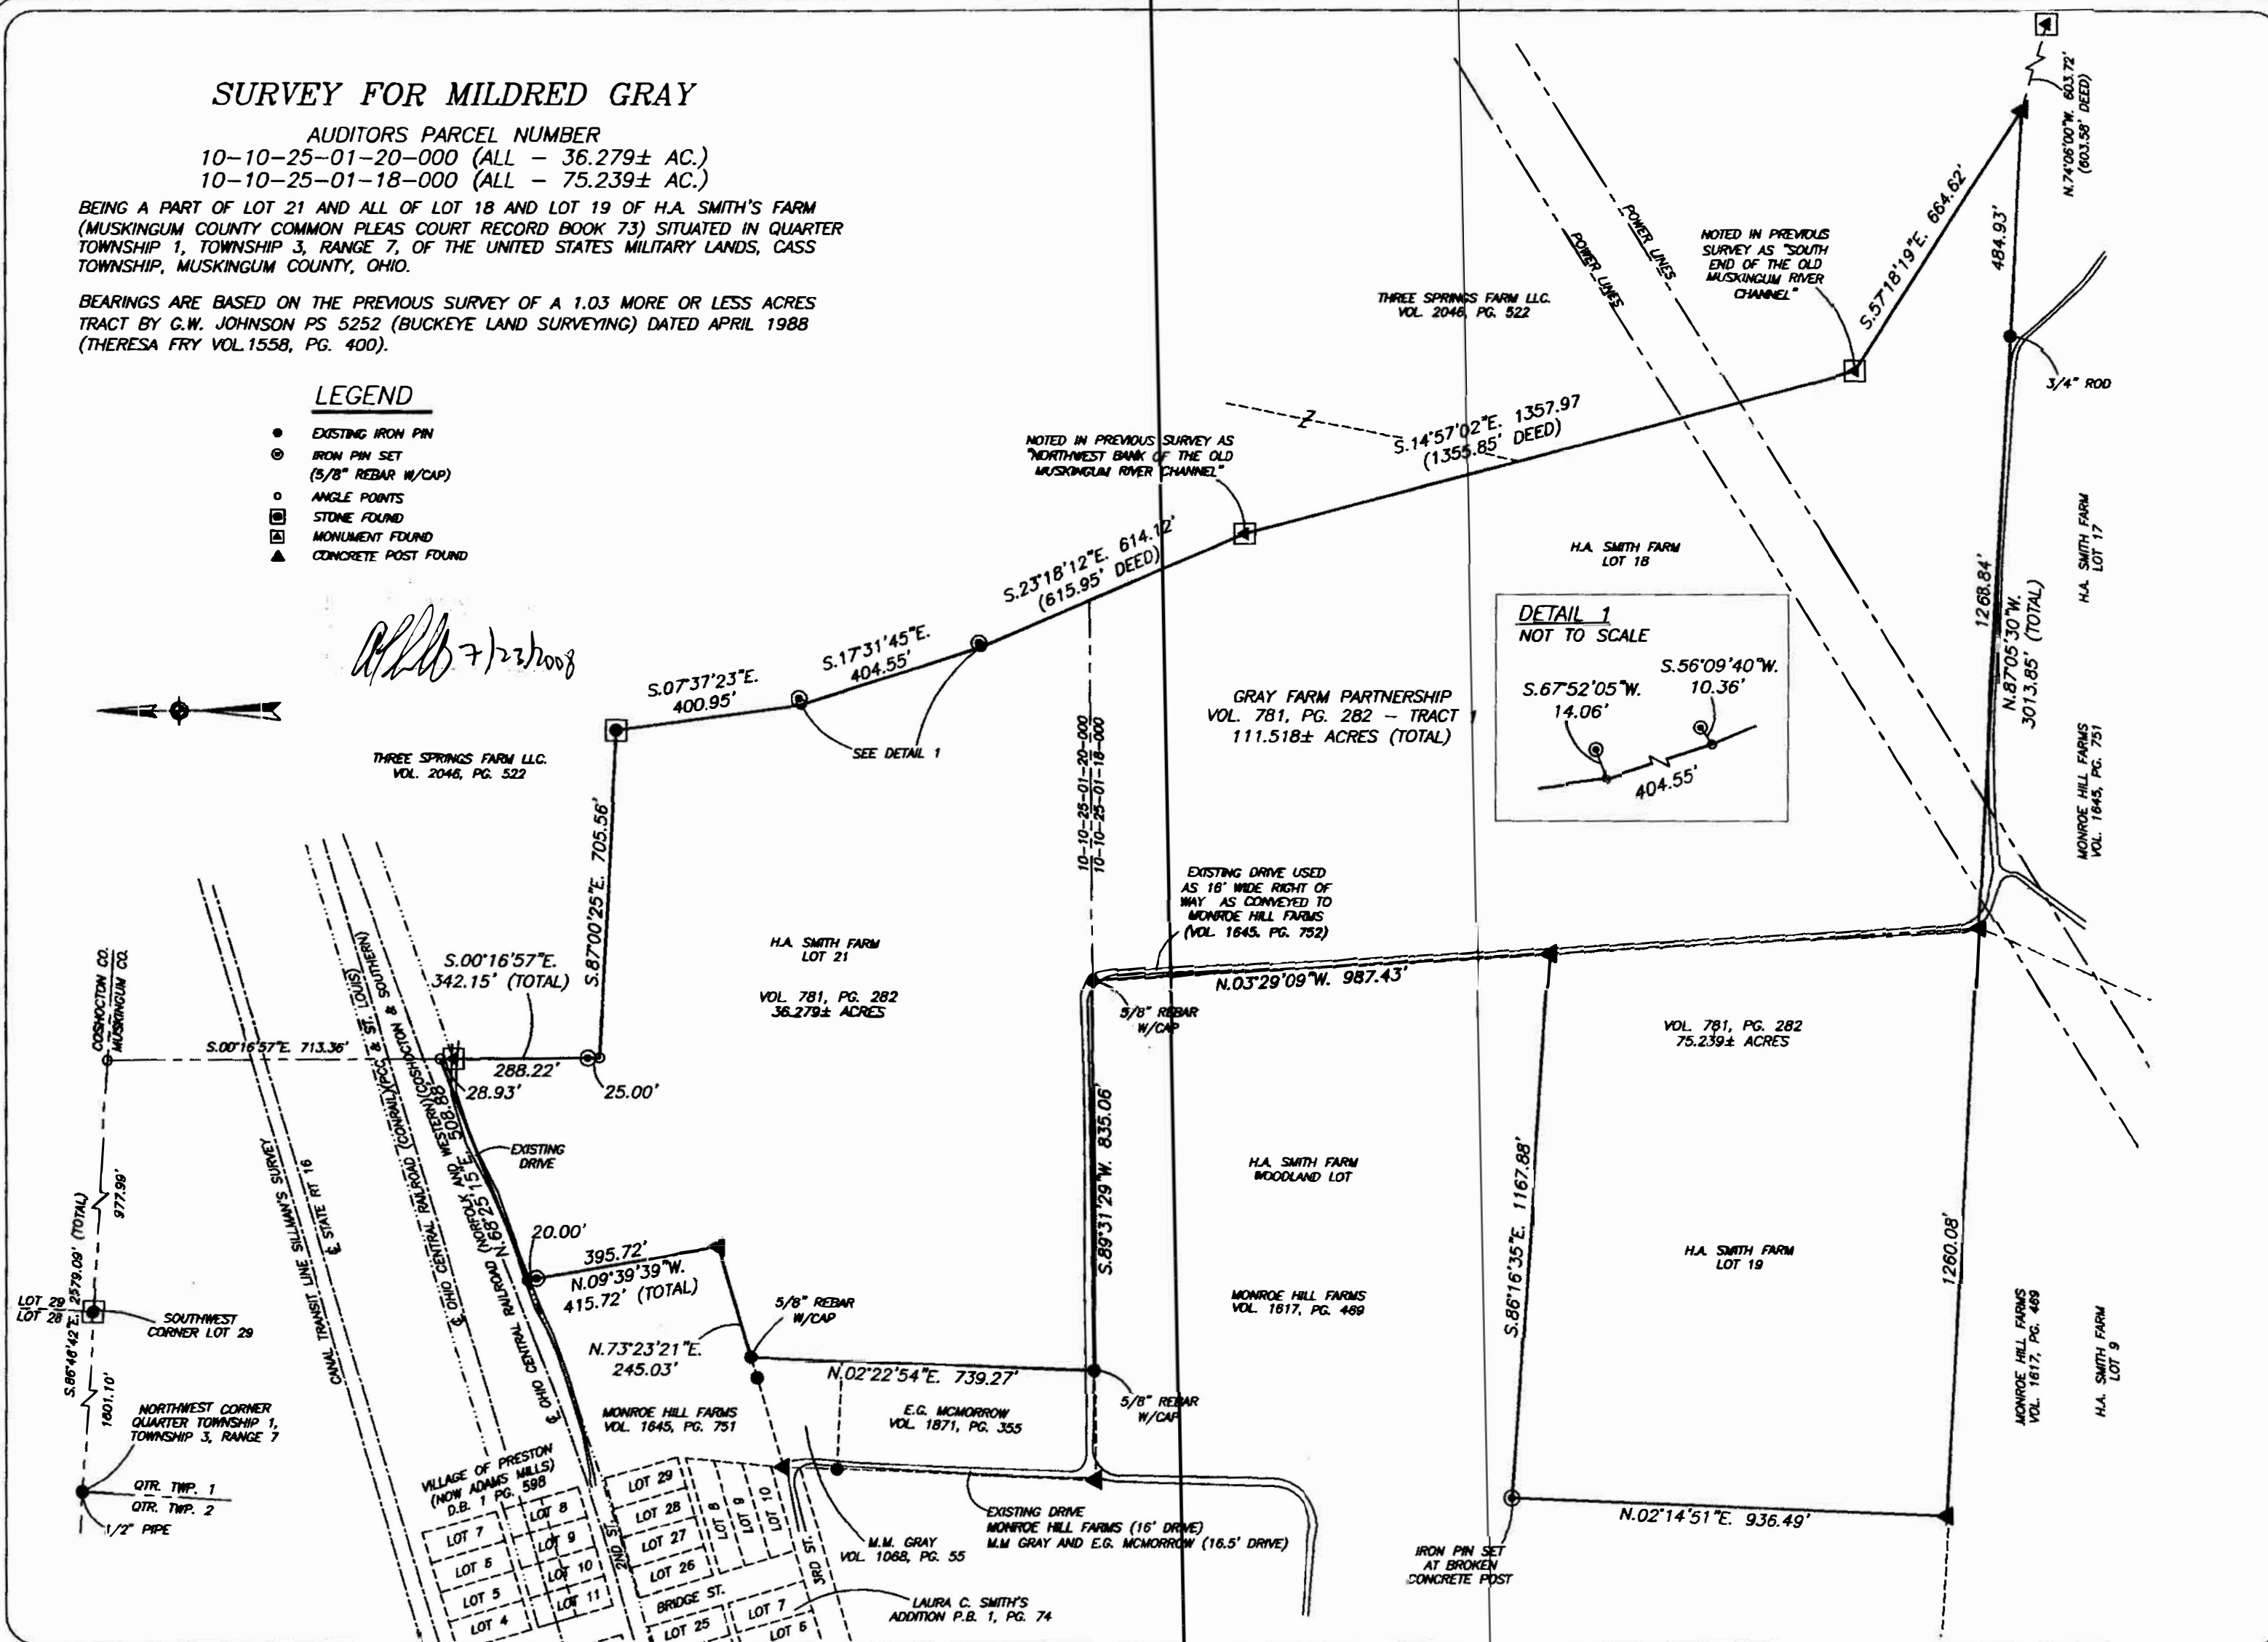 SURVEY FOR MILDRED GRAY
AUDITORS PARCEL NUMBER
10-10-25-01-20-000 (ALL - 36.279± AC.)
10-10-25-01-18-000 (ALL - 75.239± AC.)
BEING A PART OF LOT 21 AND ALL OF LOT 18 AND LOT 19 OF H.A. SMITH'S FARM
(MUSKINGUM COUNTY COMMON PLEAS COURT RECORD BOOK 73) SITUATED IN QUARTER
TOWNSHIP 1, TOWNSHIP 3, RANGE 7, OF THE UNITED STATES MILITARY LANDS, CASS
TOWNSHIP, MUSKINGUM COUNTY, OHIO.
BEARINGS ARE BASED ON THE PREVIOUS SURVEY OF A 1.03 MORE OR LESS ACRES
TRACT BY G.W. JOHNSON PS 5252 (BUCKEYE LAND SURVEYING) DATED APRIL 1988
(THERESA FRY VOL.1558, PG. 400).
LEGEND
EXISTING IRON PIN
IRON PIN SET
(5/8" REBAR W/CAP)
ANGLE POINTS
STONE FOUND
MONUMENT FOUND
CONCRETE POST FOUND
7/23/2008
N.74°06'00"W. 603.72'
(603.58' DEED)
S.57°18'19"E. 664.62'
484.93'
3/4" ROD
NOTED IN PREVIOUS
SURVEY AS "SOUTH
END OF THE OLD
MUSKINGUM RIVER
CHANNEL"
POWER LINES
POWER LINES
THREE SPRINGS FARM LLC.
VOL. 2046, PG. 522
Z
S.14°57'02"E. 1357.97
(1355.85' DEED)
NOTED IN PREVIOUS SURVEY AS
"NORTHWEST BANK OF THE OLD
MUSKINGUM RIVER CHANNEL"
S.23°18'12"E. 614.12'
(615.95' DEED)
S.17°31'45"E.
404.55'
S.07°37'23"E.
400.95'
SEE DETAIL 1
THREE SPRINGS FARM LLC.
VOL. 2046, PG. 522
H.A. SMITH FARM
LOT 18
DETAIL 1
NOT TO SCALE
S.67°52'05"W.
14.06'
S.56°09'40"W.
10.36'
404.55'
GRAY FARM PARTNERSHIP
VOL. 781, PG. 282 - TRACT
111.518± ACRES (TOTAL)
10-10-25-01-20-000
10-10-25-01-18-000
1268.84'
N.87°05'30"W.
3013.85' (TOTAL)
H.A. SMITH FARM
LOT 17
MONROE HILL FARMS
VOL. 1645, PG. 751
EXISTING DRIVE USED
AS 16' WIDE RIGHT OF
WAY AS CONVEYED TO
MONROE HILL FARMS
(VOL. 1645. PG. 752)
N.03°29'09"W. 987.43'
5/8" REBAR
W/CAP
S.87°00'25"E. 705.56'
H.A. SMITH FARM
LOT 21
VOL. 781, PG. 282
36.279± ACRES
S.00°16'57"E.
342.15' (TOTAL)
288.22'
28.93'
25.00'
COSHOCTON CO.
MUSKINGUM CO.
S.00°16'57"E. 713.36'
977.99'
S.86°46'42"E. 2579.09' (TOTAL)
1601.10'
LOT 29
LOT 28
SOUTHWEST
CORNER LOT 29
NORTHWEST CORNER
QUARTER TOWNSHIP 1,
TOWNSHIP 3, RANGE 7
QTR. TWP. 1
QTR. TWP. 2
1/2" PIPE
CANAL TRANSIT LINE SILLMAN'S SURVEY
℄ STATE RT 16
℄ OHIO CENTRAL RAILROAD (CONRAIL)(PCC & ST. LOUIS)
℄ OHIO CENTRAL RAILROAD (NORFOLK AND WESTERN)(COSHOCTON & SOUTHERN)
N.68°25'15"E. 508.88'
EXISTING
DRIVE
20.00'
395.72'
N.09°39'39"W.
415.72' (TOTAL)
N.73°23'21"E.
245.03'
5/8" REBAR
W/CAP
N.02°22'54"E. 739.27'
S.89°31'29"W. 835.06'
5/8" REBAR
W/CAP
MONROE HILL FARMS
VOL. 1645, PG. 751
E.G. MCMORROW
VOL. 1871, PG. 355
H.A. SMITH FARM
WOODLAND LOT
MONROE HILL FARMS
VOL. 1617, PG. 469
VOL. 781, PG. 282
75.239± ACRES
S.86°16'35"E. 1167.88'
H.A. SMITH FARM
LOT 19
1260.08'
MONROE HILL FARMS
VOL. 1617, PG. 469
H.A. SMITH FARM
LOT 9
N.02°14'51"E. 936.49'
IRON PIN SET
AT BROKEN
CONCRETE POST
EXISTING DRIVE
MONROE HILL FARMS (16' DRIVE)
M.M GRAY AND E.G. MCMORROW (16.5' DRIVE)
M.M. GRAY
VOL. 1068, PG. 55
LAURA C. SMITH'S
ADDITION P.B. 1, PG. 74
VILLAGE OF PRESTON
(NOW ADAMS MILLS)
D.B. 1 PG. 598
LOT 7
LOT 6
LOT 5
LOT 4
LOT 8
LOT 9
LOT 10
LOT 11
2ND ST.
LOT 29
LOT 28
LOT 27
LOT 26
LOT 8
LOT 9
LOT 10
3RD ST.
BRIDGE ST.
LOT 25
LOT 7
LOT 6